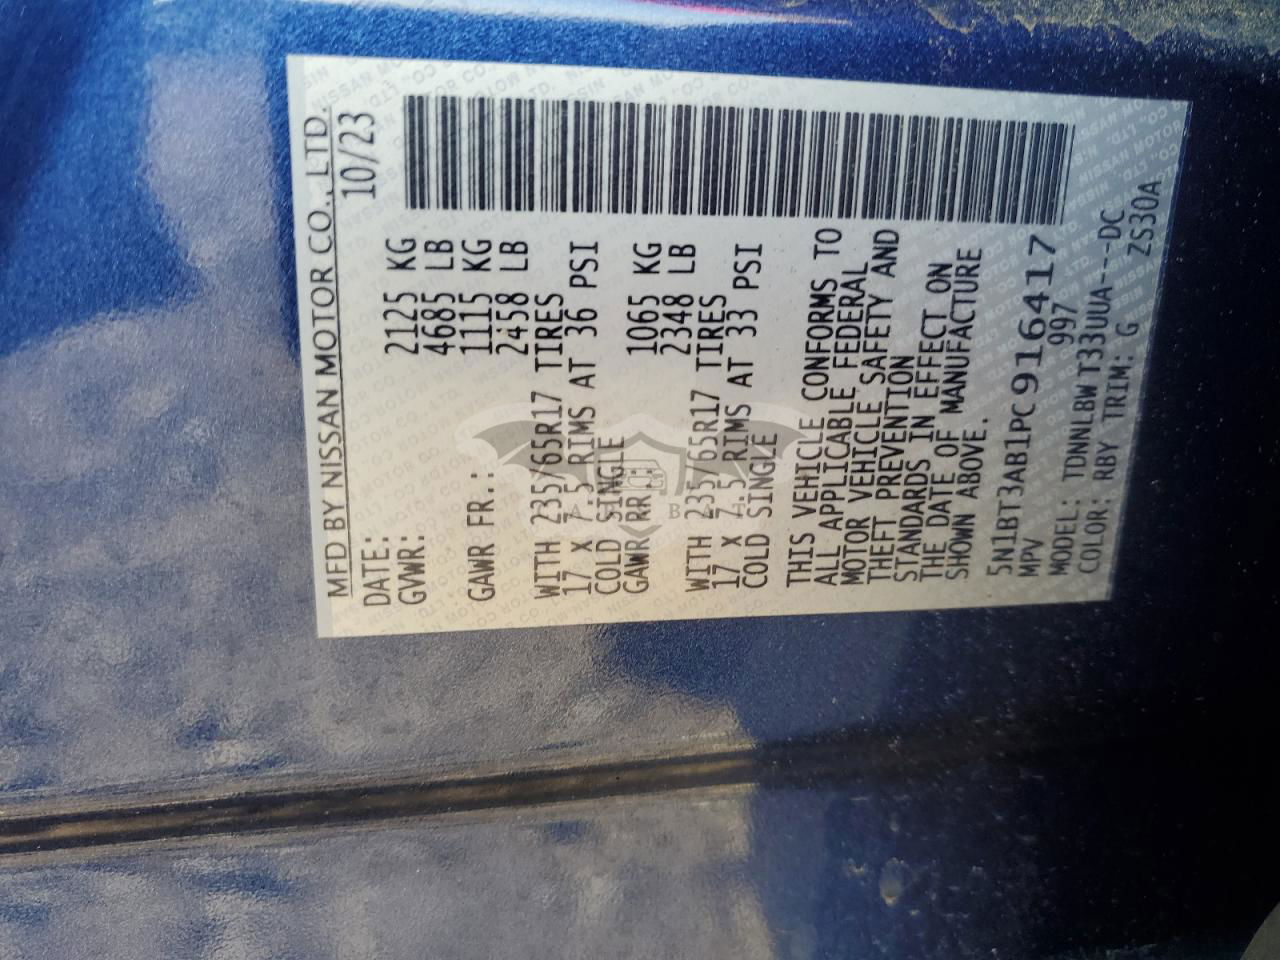 MFD BY NISSAN MOTOR CO., LTD.
DATE: 10/23
GVWR: 2125 KG
4685 LB
GAWR FR.: 1115 KG
2458 LB
WITH 235/65R17 TIRES
17 X 7.5 RIMS AT 36 PSI
COLD SINGLE
GAWR RR.: 1065 KG
2348 LB
WITH 235/65R17 TIRES
17 X 7.5 RIMS AT 33 PSI
COLD SINGLE
THIS VEHICLE CONFORMS TO
ALL APPLICABLE FEDERAL
MOTOR VEHICLE SAFETY AND
THEFT PREVENTION
STANDARDS IN EFFECT ON
THE DATE OF MANUFACTURE
SHOWN ABOVE.
5N1BT3AB1PC916417
MPV 997
MODEL: TDNNLBWT33UUA---DC
COLOR: RBY TRIM: G ZS30A